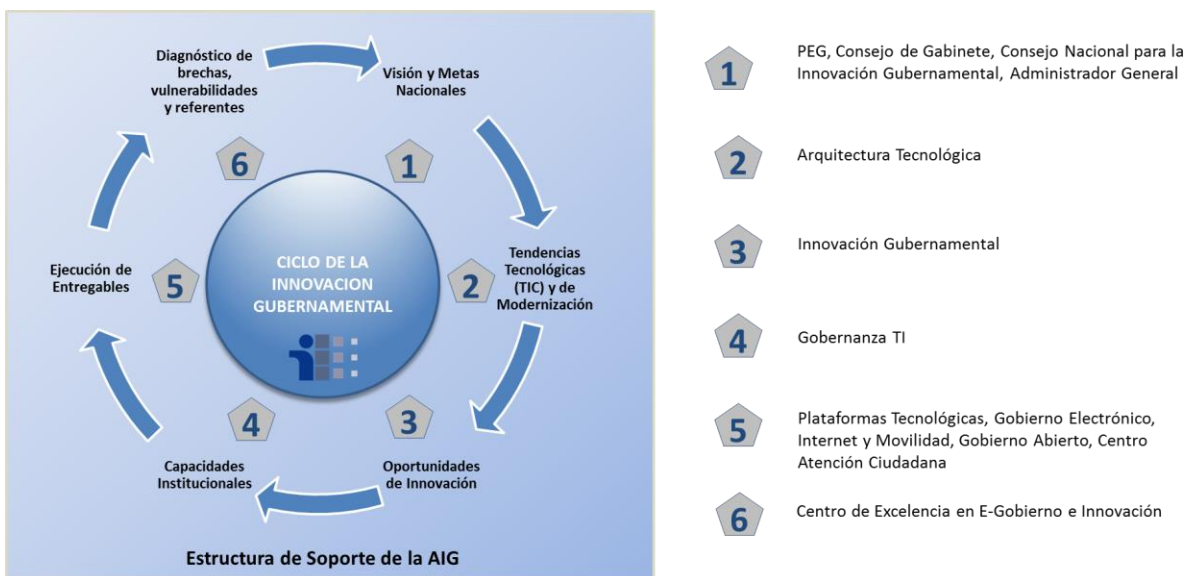 Diagnóstico de
brechas,
vulnerabilidades
y referentes
Visión y Metas
Nacionales
6
1
CICLO DE LA
INNOVACION
GUBERNAMENTAL
Ejecución de
Entregables
5
2
Tendencias
Tecnológicas
(TIC) y de
Modernización
4
3
Capacidades
Institucionales
Oportunidades
de Innovación
Estructura de Soporte de la AIG
1
PEG, Consejo de Gabinete, Consejo Nacional para la
Innovación Gubernamental, Administrador General
2
Arquitectura Tecnológica
3
Innovación Gubernamental
4
Gobernanza TI
5
Plataformas Tecnológicas, Gobierno Electrónico,
Internet y Movilidad, Gobierno Abierto, Centro
Atención Ciudadana
6
Centro de Excelencia en E-Gobierno e Innovación